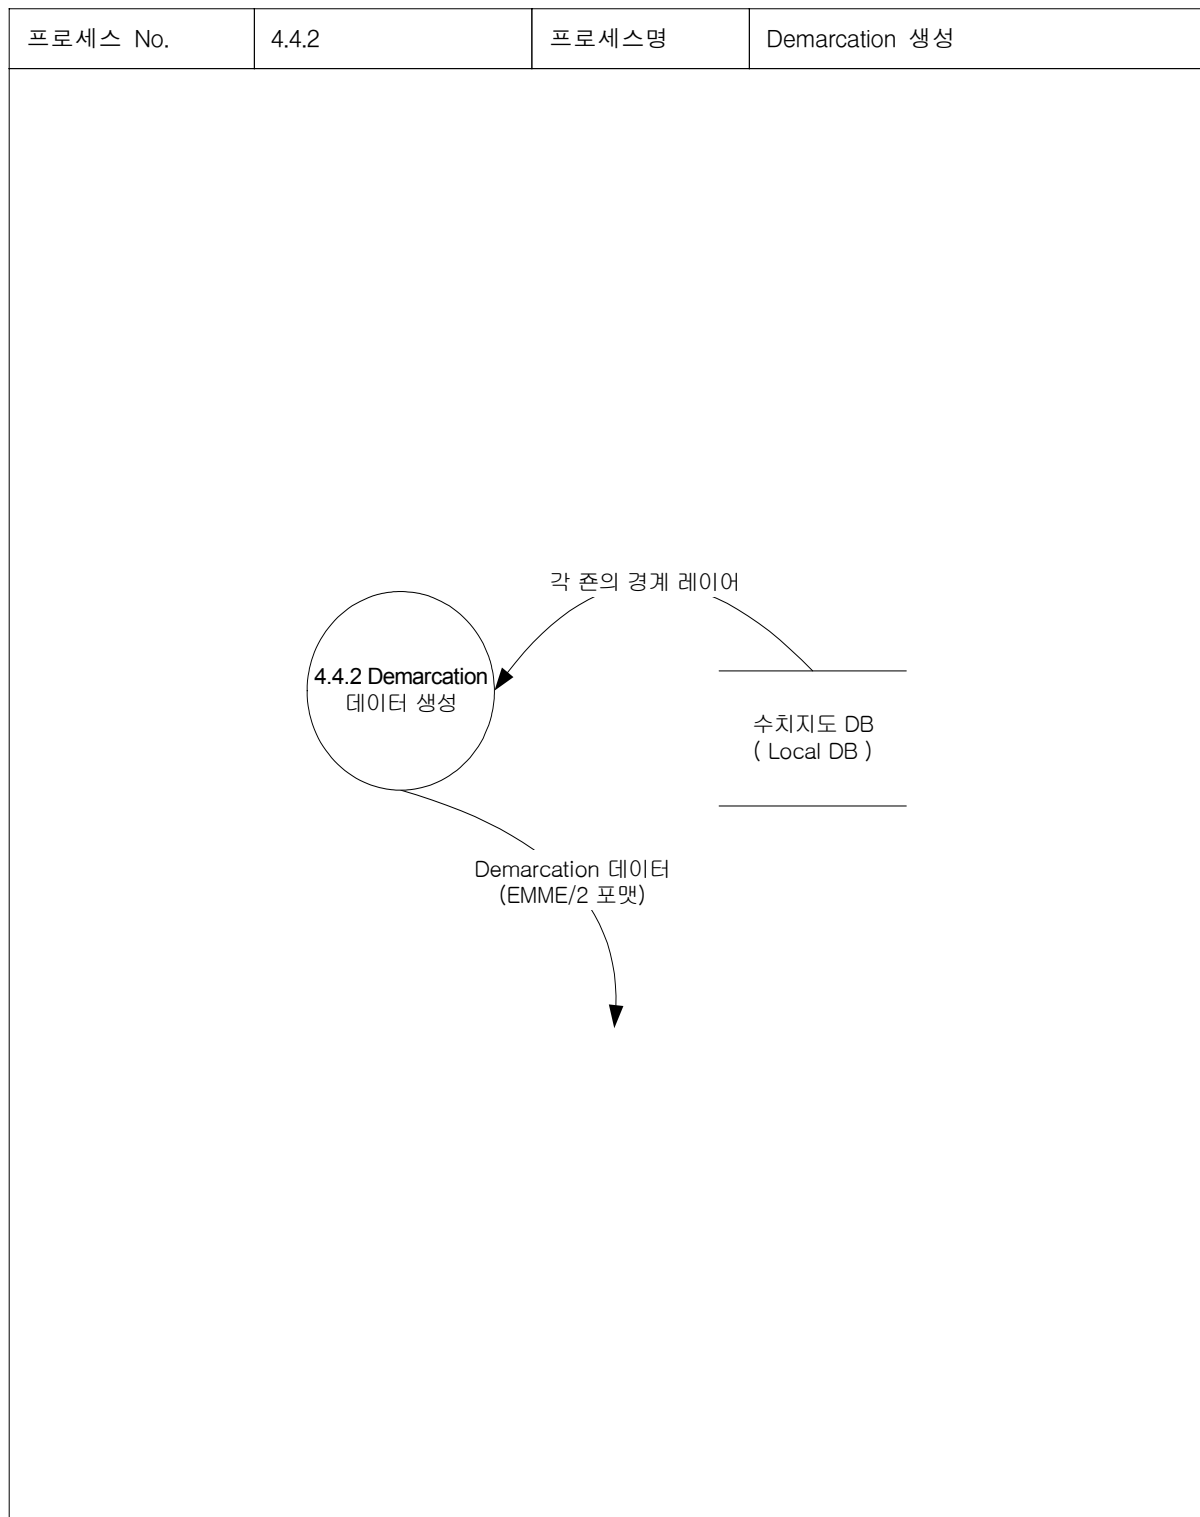 프로세스 No. 4.4.2 프로세스명 Demarcation 생성
각 죤의 경계 레이어
4.4.2 Demarcation
데이터 생성
수치지도 DB
( Local DB )
Demarcation 데이터
(EMME/2 포맷)